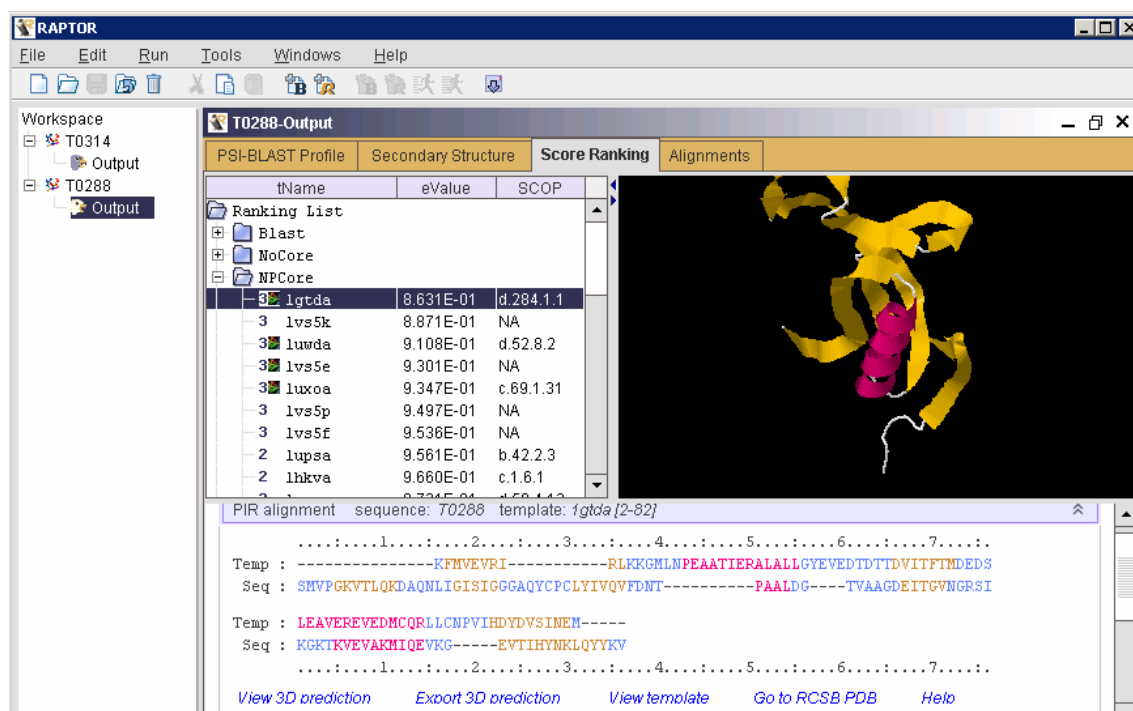 RAPTOR
File Edit Run Tools Windows Help
Workspace
T0314
Output
T0288
Output
T0288-Output
PSI-BLAST Profile Secondary Structure Score Ranking Alignments
tName eValue SCOP
Ranking List
Blast
NoCore
NPCore
3 1gtda 8.631E-01 d.284.1.1
3 1vs5k 8.871E-01 NA
3 1uwda 9.108E-01 d.52.8.2
3 1vs5e 9.301E-01 NA
3 1uxoa 9.347E-01 c.69.1.31
3 1vs5p 9.497E-01 NA
3 1vs5f 9.536E-01 NA
2 1upsa 9.561E-01 b.42.2.3
2 1hkva 9.660E-01 c.1.6.1
PIR alignment sequence: T0288 template: 1gtda [2-82]
....:....1....:....2....:....3....:....4....:....5....:....6....:....7....:.
Temp : ---------------KFMVEVRI-----------RLKKGMLNPEAATIERALALLGYEVEDTDTTDVITFTMDEDS
Seq : SMVPGKVTLQKDAQNLIGISIGGGAQYCPCLYIVQVFDNT----------PAALDG----TVAAGDEITGVNGRSI
Temp : LEAVEREVEDMCQRLLCNPVIHDYDVSINEM-----
Seq : KGKTKVEVAKMIQEVKG-----EVTIHYNKLQYYKV
....:....1....:....2....:....3....:....4....:....5....:....6....:....7....:.
View 3D prediction Export 3D prediction View template Go to RCSB PDB Help